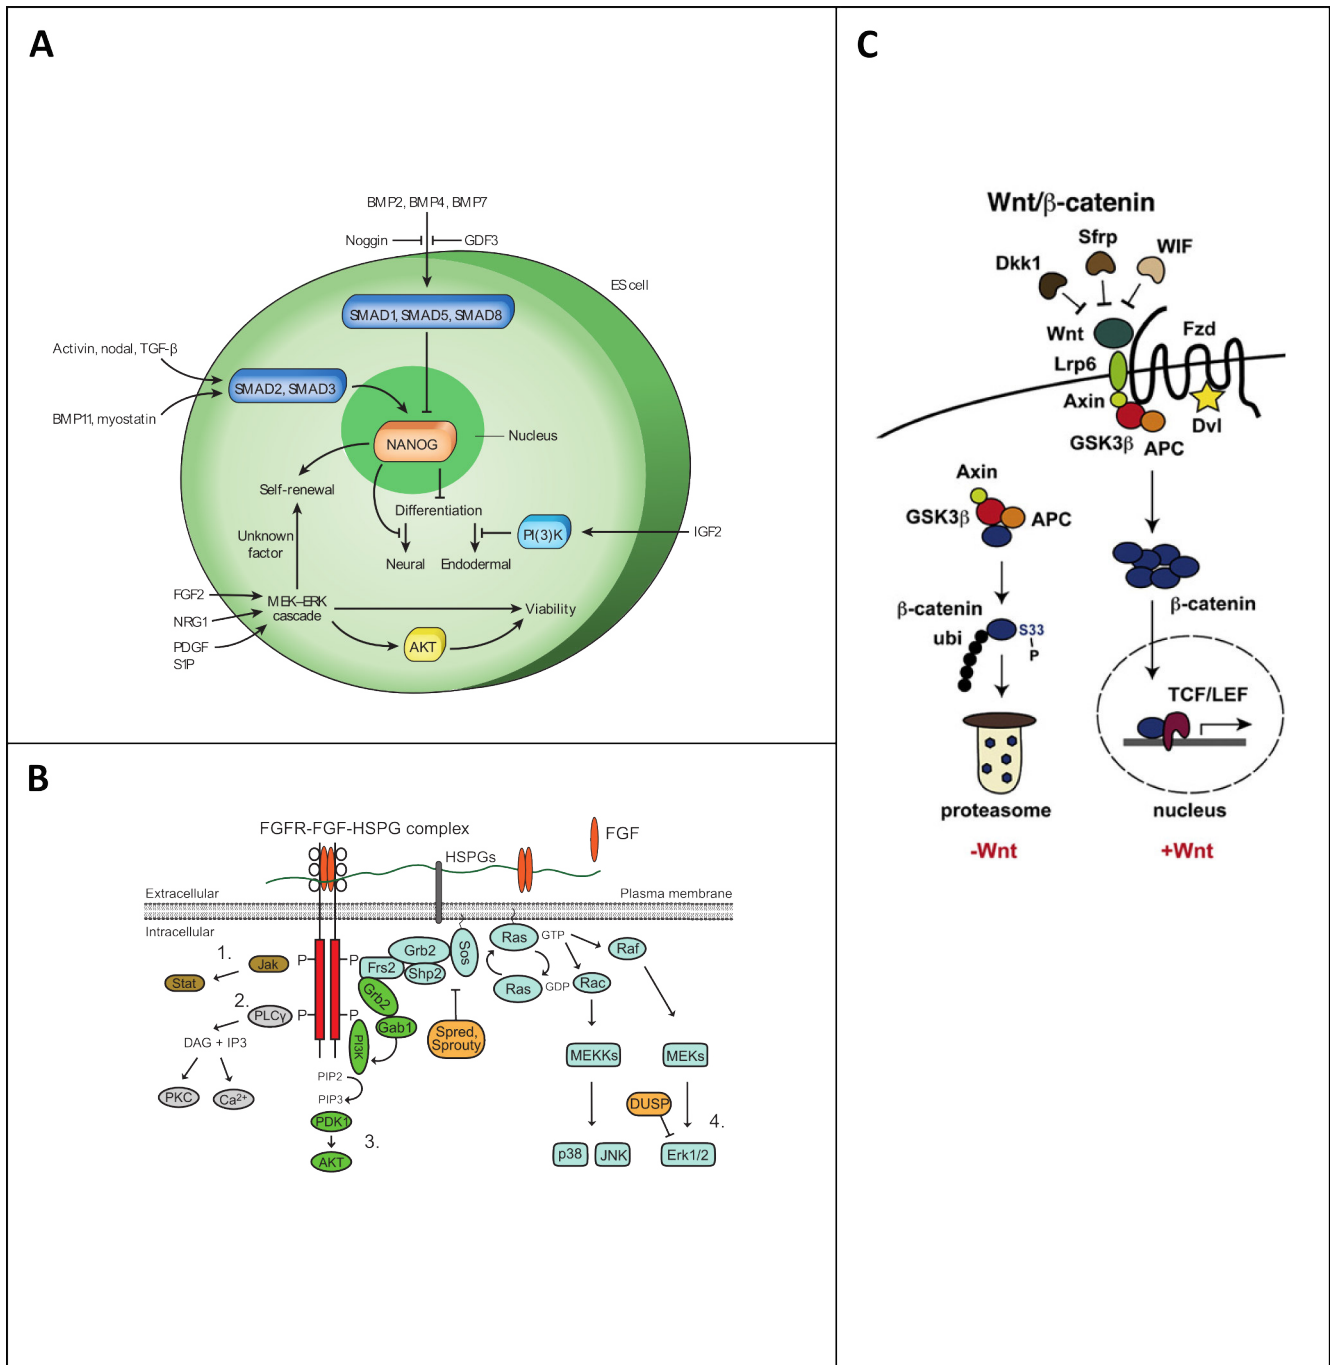 A
BMP2, BMP4, BMP7
Noggin
GDF3
ES cell
SMAD1, SMAD5, SMAD8
Activin, nodal, TGF-β
SMAD2, SMAD3
BMP11, myostatin
NANOG
Nucleus
Self-renewal
Differentiation
Unknown
factor
PI(3)K
IGF2
Neural
Endodermal
FGF2
MEK–ERK
cascade
Viability
NRG1
PDGF
S1P
AKT
B
FGFR-FGF-HSPG complex
FGF
HSPGs
Extracellular
Plasma membrane
Intracellular
1.
Jak
Stat
P
P
Frs2
Grb2
Shp2
Sos
Ras
GTP
Raf
Ras
GDP
Rac
2.
PLCγ
P
P
Grb2
Gab1
PI3K
Spred,
Sprouty
DAG + IP3
PKC
Ca2+
PIP2
PIP3
PDK1
3.
AKT
MEKKs
MEKs
DUSP
4.
p38
JNK
Erk1/2
C
Wnt/β-catenin
Sfrp
Dkk1
WIF
Wnt
Fzd
Lrp6
Axin
Dvl
GSK3β
APC
Axin
GSK3β
APC
β-catenin
ubi
S33
P
β-catenin
TCF/LEF
proteasome
nucleus
-Wnt
+Wnt